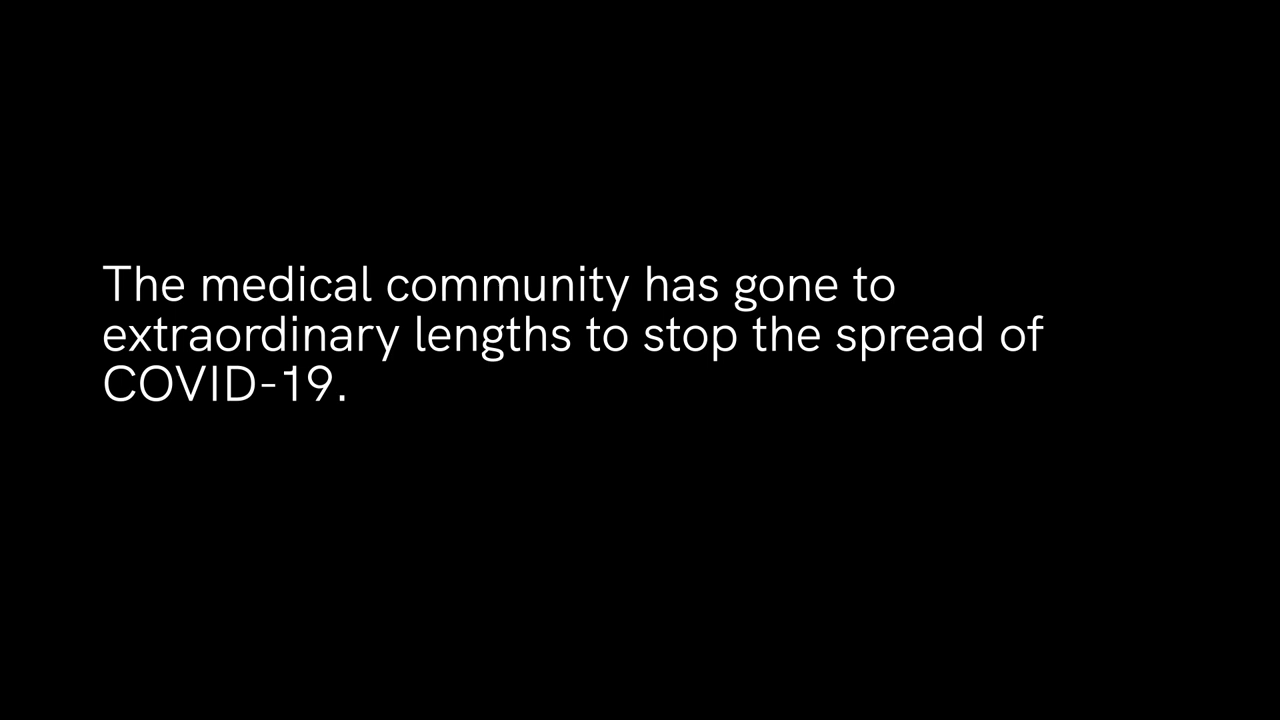 The medical community has gone to
extraordinary lengths to stop the spread of
COVID-19.